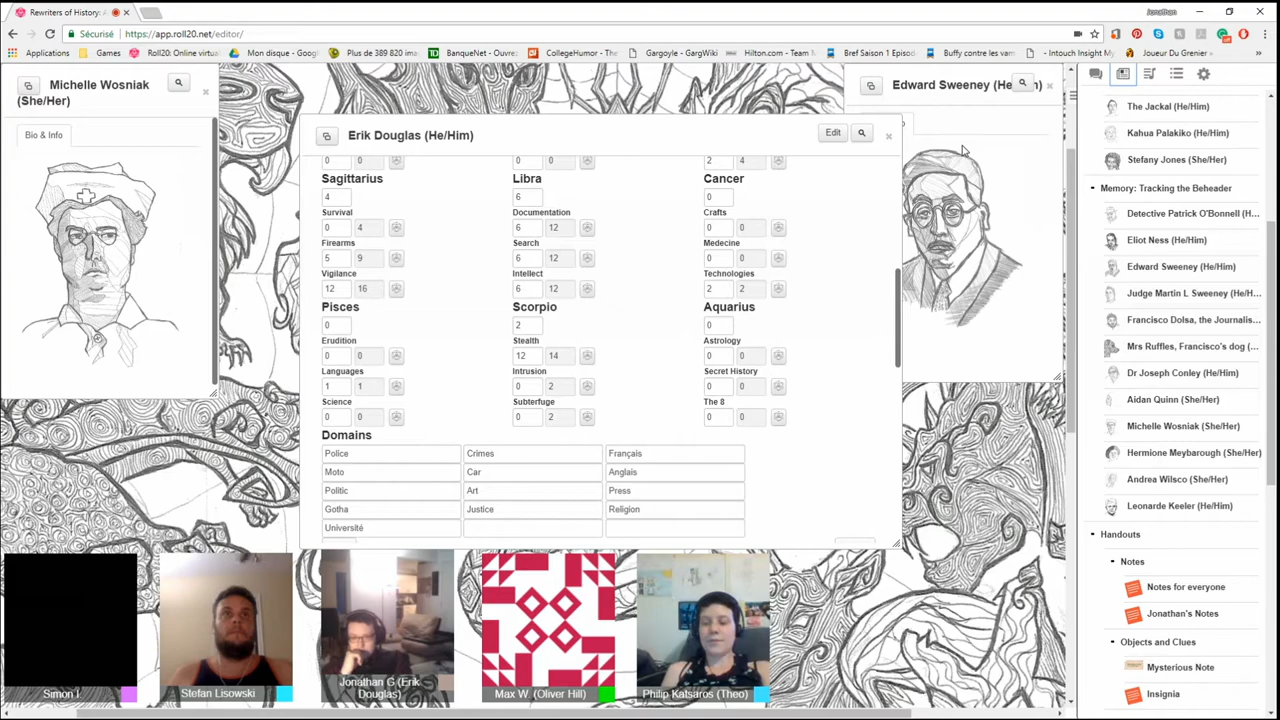 Rewriters of History: A
Jonathan
Sécurisé
https://app.roll20.net/editor/
Applications
Games
Roll20: Online virtual
Mon disque - Goog
Plus de 389 820 ima
BanqueNet - Ouvre
CollegeHumor - The
Gargoyle - GargWiki
Hilton.com - Team M
Bref Saison 1 Episod
Buffy contre les vam
- Intouch Insight My
Joueur Du Grenier
Michelle Wosniak
(She/Her)
Bio & Info
Edward Sweeney (He/Him)
Erik Douglas (He/Him)
Edit
0 0 0 0 2 4
Sagittarius Libra Cancer
4 6 0
Survival Documentation Crafts
0 4 6 12 0 0
Firearms Search Medecine
5 9 6 12 0 0
Vigilance Intellect Technologies
12 16 6 12 2 2
Pisces Scorpio Aquarius
0 2 0
Erudition Stealth Astrology
0 0 12 14 0 0
Languages Intrusion Secret History
1 1 0 2 0 0
Science Subterfuge The 8
0 0 0 2 0 0
Domains
Police Crimes Français
Moto Car Anglais
Politic Art Press
Gotha Justice Religion
Université
The Jackal (He/Him)
Kahua Palakiko (He/Him)
Stefany Jones (She/Her)
Memory: Tracking the Beheader
Detective Patrick O'Bonnell (H...
Eliot Ness (He/Him)
Edward Sweeney (He/Him)
Judge Martin L Sweeney (He/H...
Francisco Dolsa, the Journalis...
Mrs Ruffles, Francisco's dog (...
Dr Joseph Conley (He/Him)
Aidan Quinn (She/Her)
Michelle Wosniak (She/Her)
Hermione Meybarough (She/Her)
Andrea Wilsco (She/Her)
Leonarde Keeler (He/Him)
Handouts
Notes
Notes for everyone
Jonathan's Notes
Objects and Clues
Mysterious Note
Insignia
Simon I.
Stefan Lisowski
Jonathan G (Erik
Douglas)
Max W. (Oliver Hill)
Philip Katsaros (Theo)